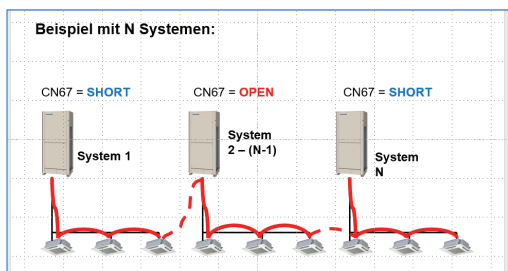 Beispiel mit N Systemen:
CN67 = SHORT
CN67 = OPEN
CN67 = SHORT
System 1
System
2 – (N-1)
System
N